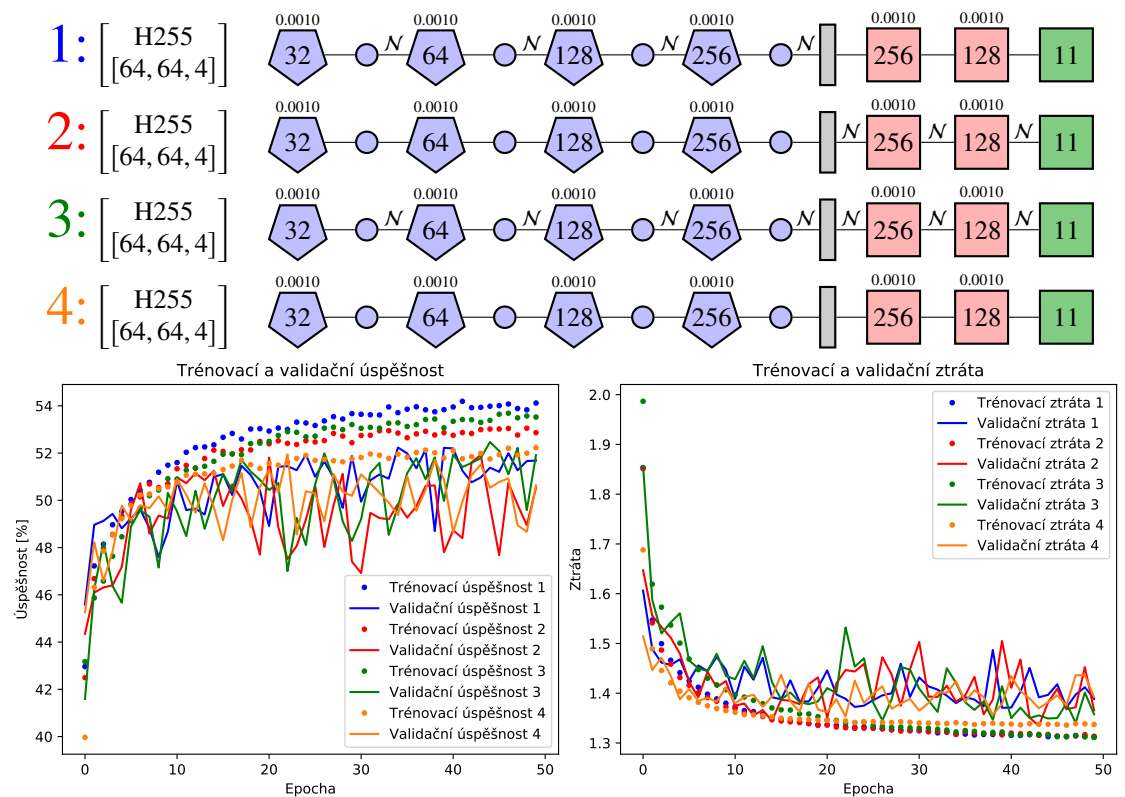 1: H255 [64, 64, 4] 0.0010 32 𝒩 0.0010 64 𝒩 0.0010 128 𝒩 0.0010 256 𝒩 0.0010 256 0.0010 128 11
2: H255 [64, 64, 4] 0.0010 32 0.0010 64 0.0010 128 0.0010 256 𝒩 0.0010 256 𝒩 0.0010 128 𝒩 11
3: H255 [64, 64, 4] 0.0010 32 𝒩 0.0010 64 𝒩 0.0010 128 𝒩 0.0010 256 𝒩 0.0010 256 𝒩 0.0010 128 𝒩 11
4: H255 [64, 64, 4] 0.0010 32 0.0010 64 0.0010 128 0.0010 256 0.0010 256 0.0010 128 11
Trénovací a validační úspěšnost
Úspěšnost [%]
54
52
50
48
46
44
42
40
Trénovací úspěšnost 1
Validační úspěšnost 1
Trénovací úspěšnost 2
Validační úspěšnost 2
Trénovací úspěšnost 3
Validační úspěšnost 3
Trénovací úspěšnost 4
Validační úspěšnost 4
0 10 20 30 40 50
Epocha
Trénovací a validační ztráta
Ztráta
2.0
1.9
1.8
1.7
1.6
1.5
1.4
1.3
Trénovací ztráta 1
Validační ztráta 1
Trénovací ztráta 2
Validační ztráta 2
Trénovací ztráta 3
Validační ztráta 3
Trénovací ztráta 4
Validační ztráta 4
0 10 20 30 40 50
Epocha